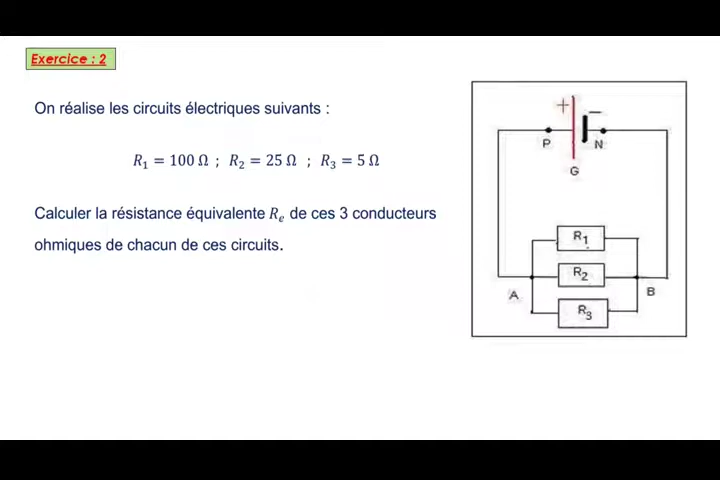 Exercice : 2
On réalise les circuits électriques suivants :
R₁ = 100 Ω ; R₂ = 25 Ω ; R₃ = 5 Ω
Calculer la résistance équivalente Rₑ de ces 3 conducteurs
ohmiques de chacun de ces circuits.
+ −
P N
G
R₁
R₂
A B
R₃